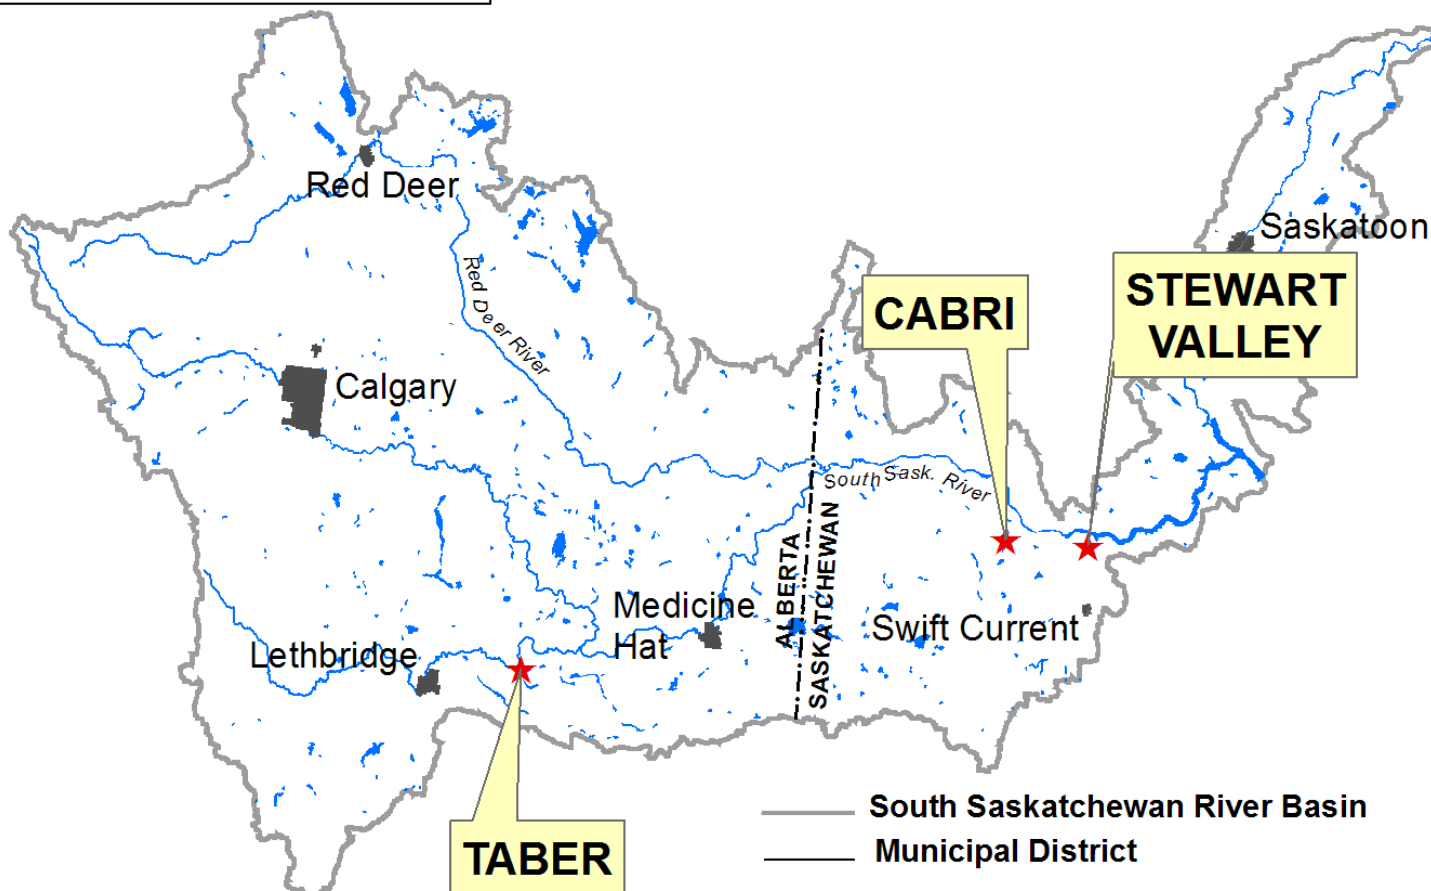 Red Deer
Saskatoon
STEWART
VALLEY
CABRI
Red Deer River
Calgary
South Sask. River
ALBERTA
SASKATCHEWAN
Medicine
Hat
Swift Current
Lethbridge
TABER
South Saskatchewan River Basin
Municipal District